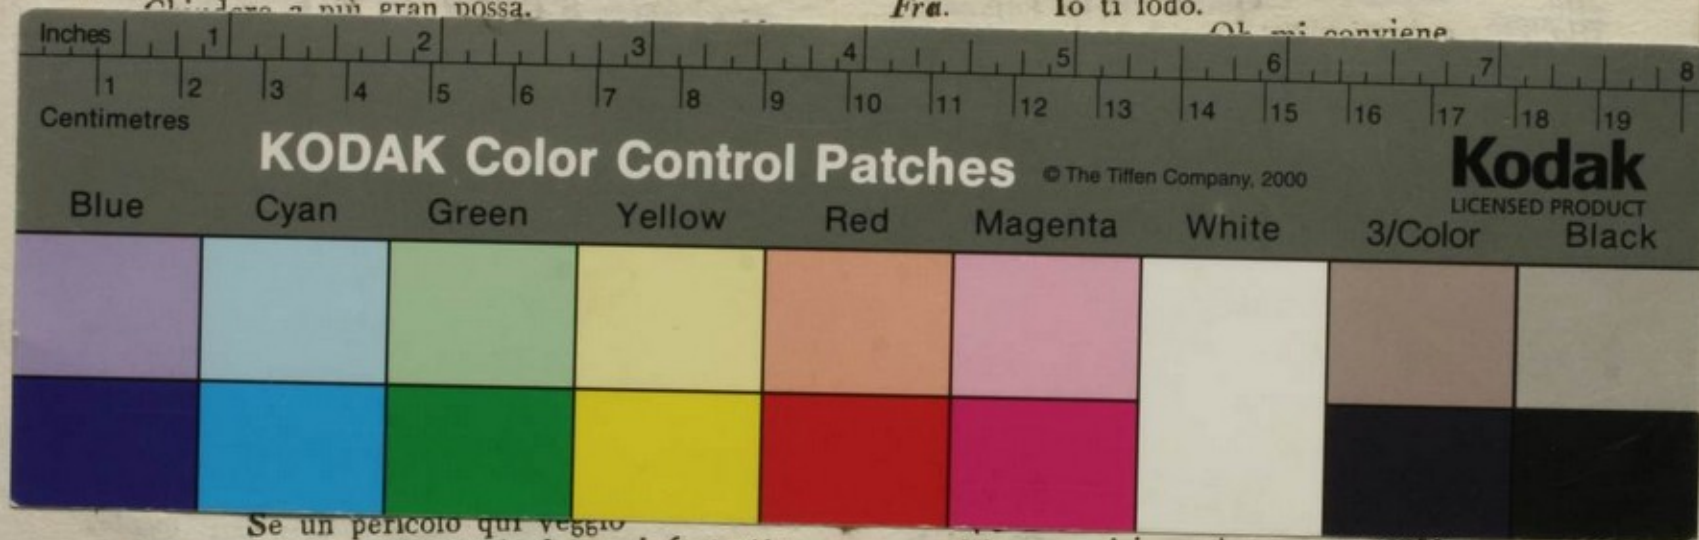 a più gran possa.
Fra. Io ti lodo.
mi conviene
Inches 1 2 3 4 5 6 7 8
1 2 3 4 5 6 7 8 9 10 11 12 13 14 15 16 17 18 19
Centimetres
KODAK Color Control Patches © The Tiffen Company, 2000
Kodak
LICENSED PRODUCT
Blue Cyan Green Yellow Red Magenta White 3/Color Black
Se un pericolo qui veggio